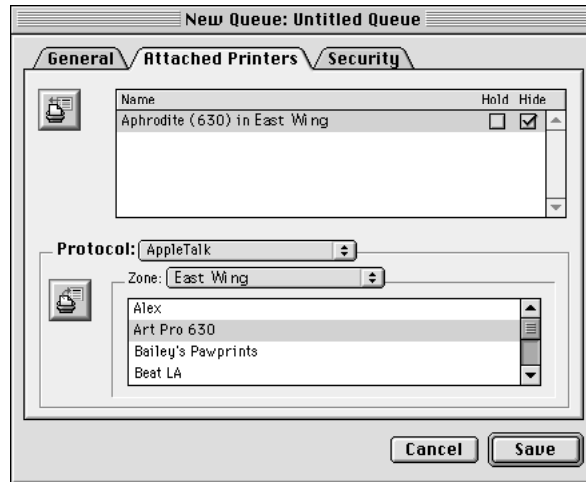 New Queue: Untitled Queue
General Attached Printers Security
Name Hold Hide
Aphrodite (630) in East Wing
Protocol: AppleTalk
Zone: East Wing
Alex
Art Pro 630
Bailey's Pawprints
Beat LA
Cancel Save